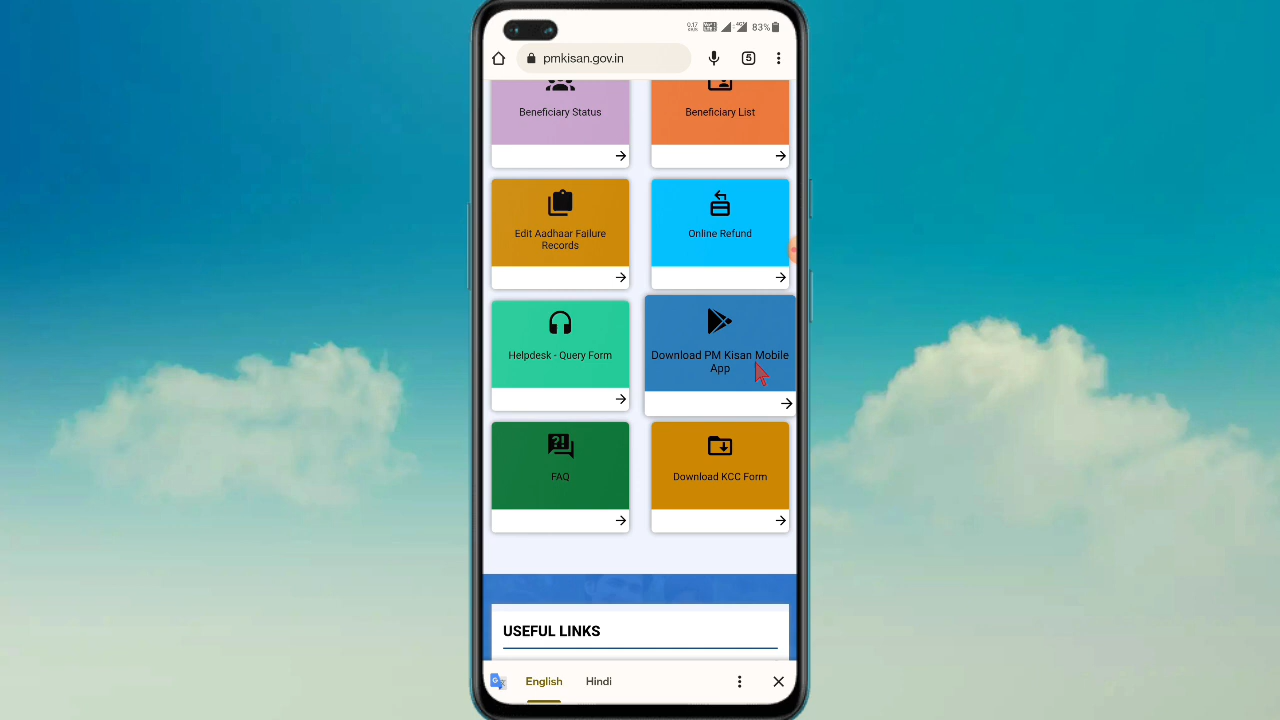 83%
pmkisan.gov.in
5
Beneficiary Status
Beneficiary List
Edit Aadhaar Failure
Records
Online Refund
Helpdesk - Query Form
Download PM Kisan Mobile
App
FAQ
Download KCC Form
USEFUL LINKS
English
Hindi